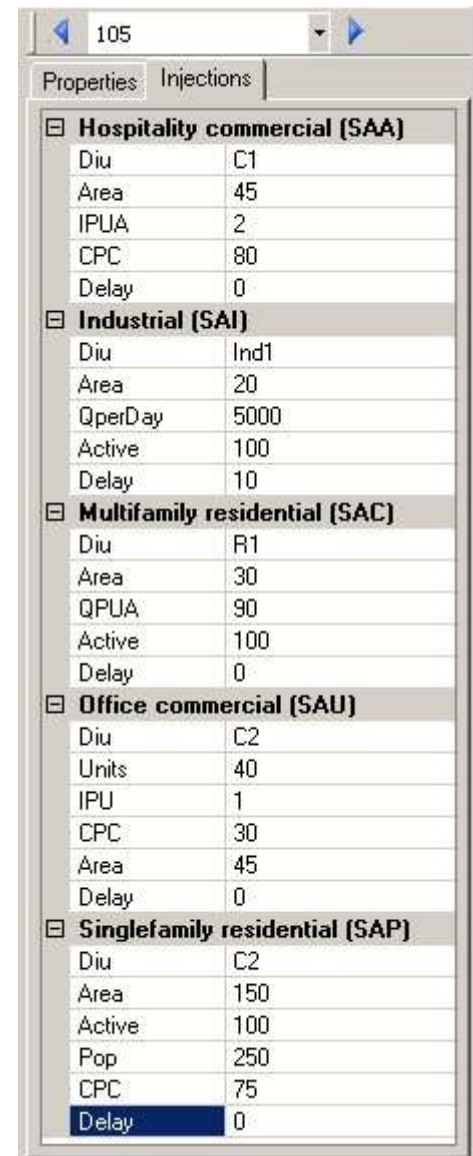 105
Properties Injections
Hospitality commercial (SAA)
Diu C1
Area 45
IPUA 2
CPC 80
Delay 0
Industrial (SAI)
Diu Ind1
Area 20
QperDay 5000
Active 100
Delay 10
Multifamily residential (SAC)
Diu R1
Area 30
QPUA 90
Active 100
Delay 0
Office commercial (SAU)
Diu C2
Units 40
IPU 1
CPC 30
Area 45
Delay 0
Singlefamily residential (SAP)
Diu C2
Area 150
Active 100
Pop 250
CPC 75
Delay 0